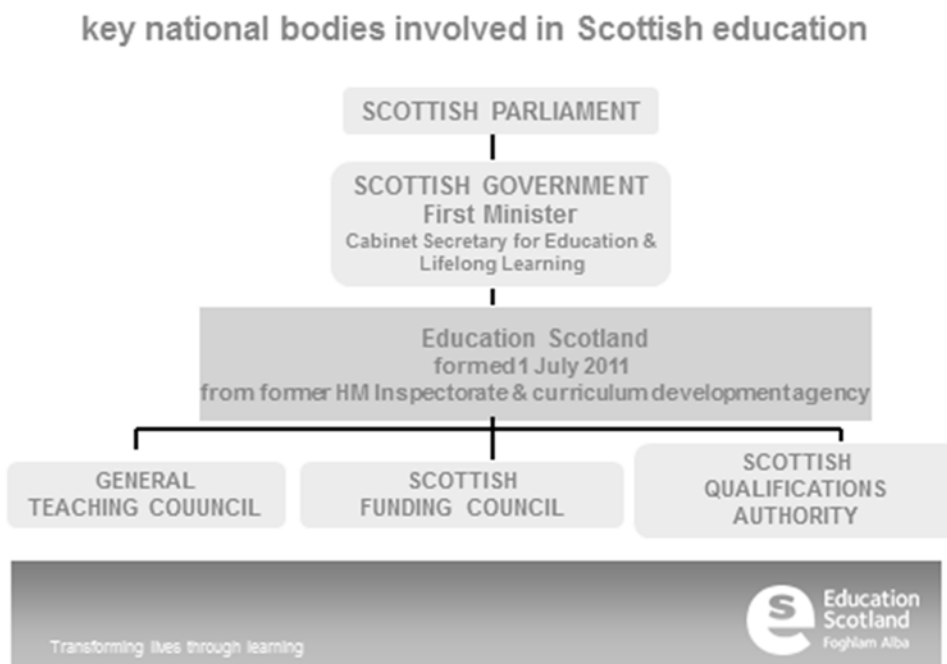 key national bodies involved in Scottish education
SCOTTISH PARLIAMENT
SCOTTISH GOVERNMENT
First Minister
Cabinet Secretary for Education &
Lifelong Learning
Education Scotland
formed 1 July 2011
from former HM Inspectorate & curriculum development agency
GENERAL
TEACHING COUUNCIL
SCOTTISH
FUNDING COUNCIL
SCOTTISH
QUALIFICATIONS
AUTHORITY
Transforming lives through learning
Education
Scotland
Foghlam Alba